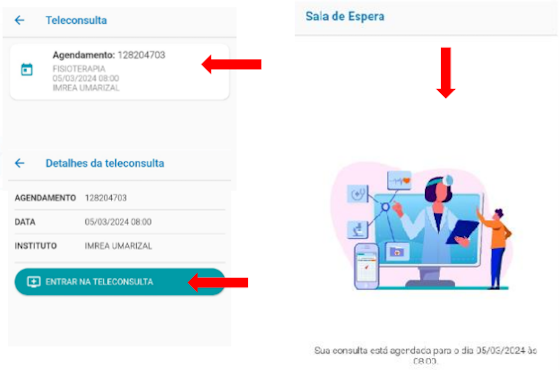 Teleconsulta
Agendamento: 128204703
FISIOTERAPIA
05/03/2024 08:00
IMREA UMARIZAL
Detalhes da teleconsulta
AGENDAMENTO 128204703
DATA 05/03/2024 08:00
INSTITUTO IMREA UMARIZAL
ENTRAR NA TELECONSULTA
Sala de Espera
Sua consulta está agendada para o dia 05/03/2024 às
08:00.